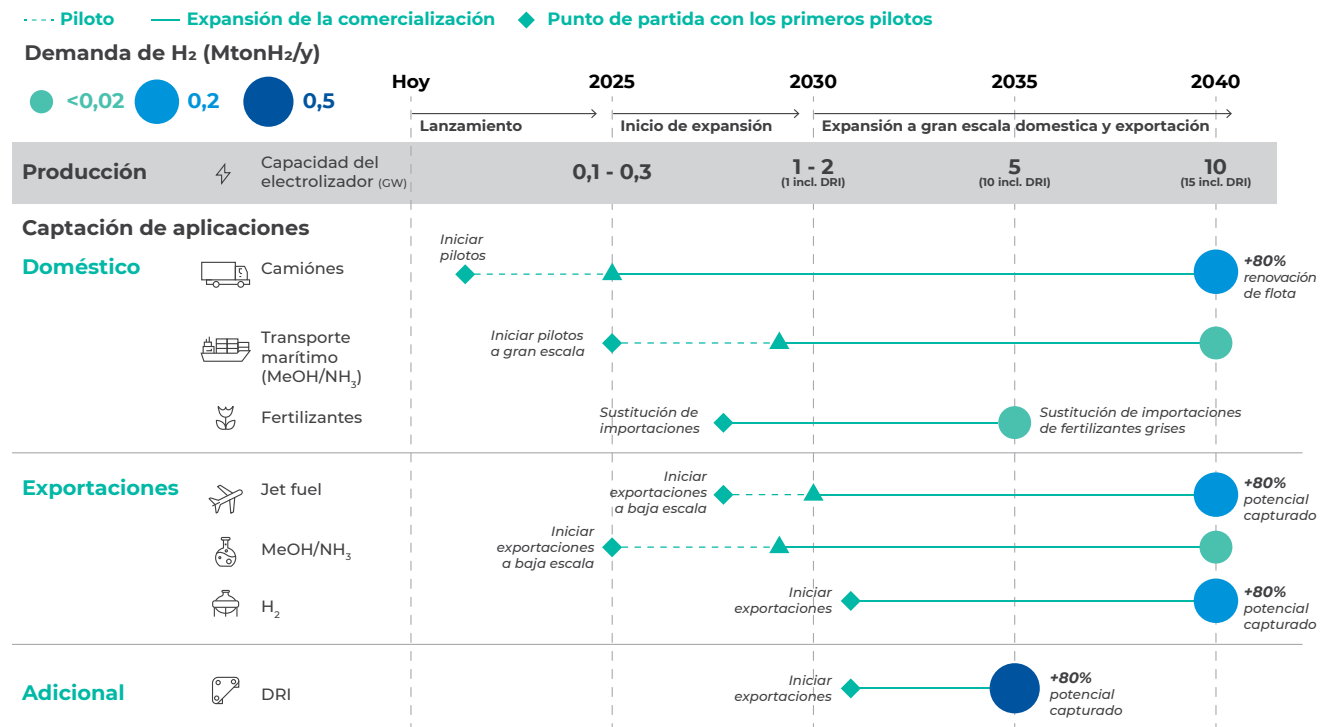 Piloto
Expansión de la comercialización
Punto de partida con los primeros pilotos
Demanda de H₂ (MtonH₂/y)
<0,02
0,2
0,5
Hoy
2025
2030
2035
2040
Lanzamiento
Inicio de expansión
Expansión a gran escala domestica y exportación
Producción
Capacidad del
electrolizador (GW)
0,1 - 0,3
1 - 2
(1 incl. DRI)
5
(10 incl. DRI)
10
(15 incl. DRI)
Captación de aplicaciones
Doméstico
Camiónes
Iniciar
pilotos
+80%
renovación
de flota
Transporte
marítimo
(MeOH/NH₃)
Iniciar pilotos
a gran escala
Fertilizantes
Sustitución de
importaciones
Sustitución de importaciones
de fertilizantes grises
Exportaciones
Jet fuel
Iniciar
exportaciones
a baja escala
+80%
potencial
capturado
MeOH/NH₃
Iniciar
exportaciones
a baja escala
H₂
Iniciar
exportaciones
+80%
potencial
capturado
Adicional
DRI
Iniciar
exportaciones
+80%
potencial
capturado